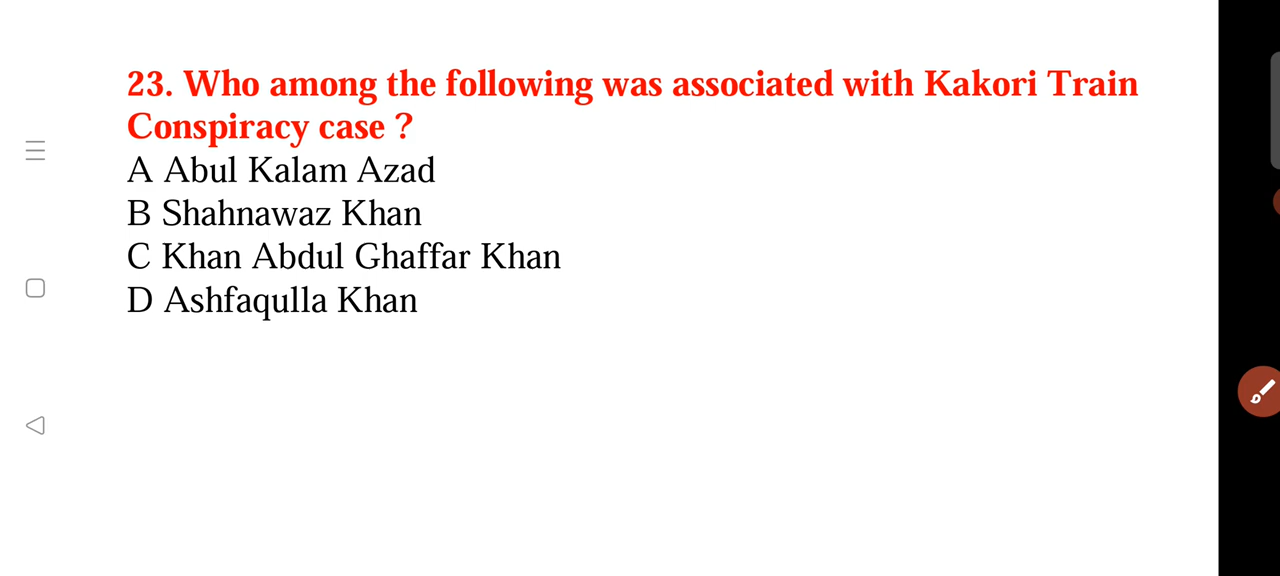 23. Who among the following was associated with Kakori Train
Conspiracy case ?
A Abul Kalam Azad
B Shahnawaz Khan
C Khan Abdul Ghaffar Khan
D Ashfaqulla Khan